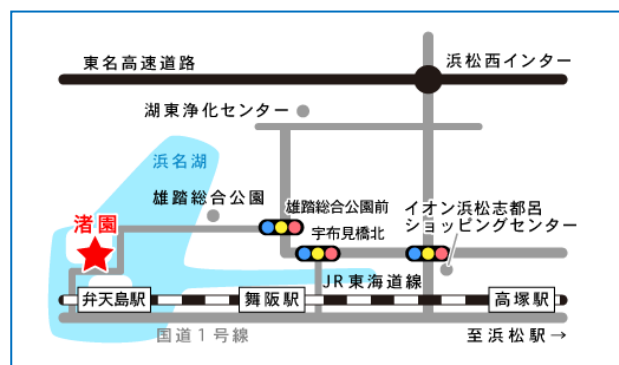 東名高速道路
浜松西インター
湖東浄化センター
浜名湖
雄踏総合公園
渚園
雄踏総合公園前
イオン浜松志都呂
ショッピングセンター
宇布見橋北
JR東海道線
弁天島駅
舞阪駅
高塚駅
国道1号線
至浜松駅→